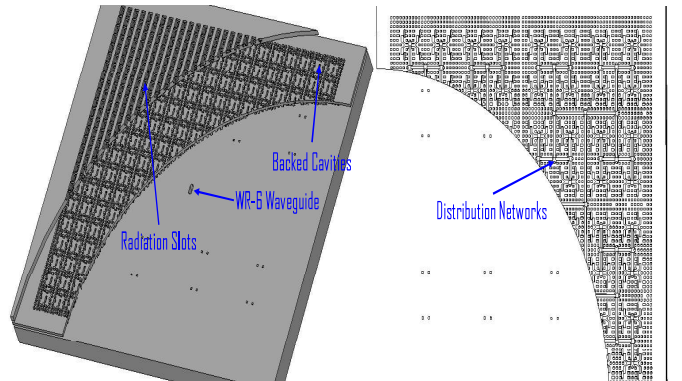 Backed Cavities
WR-6 Waveguide
Radiation Slots
Distribution Networks